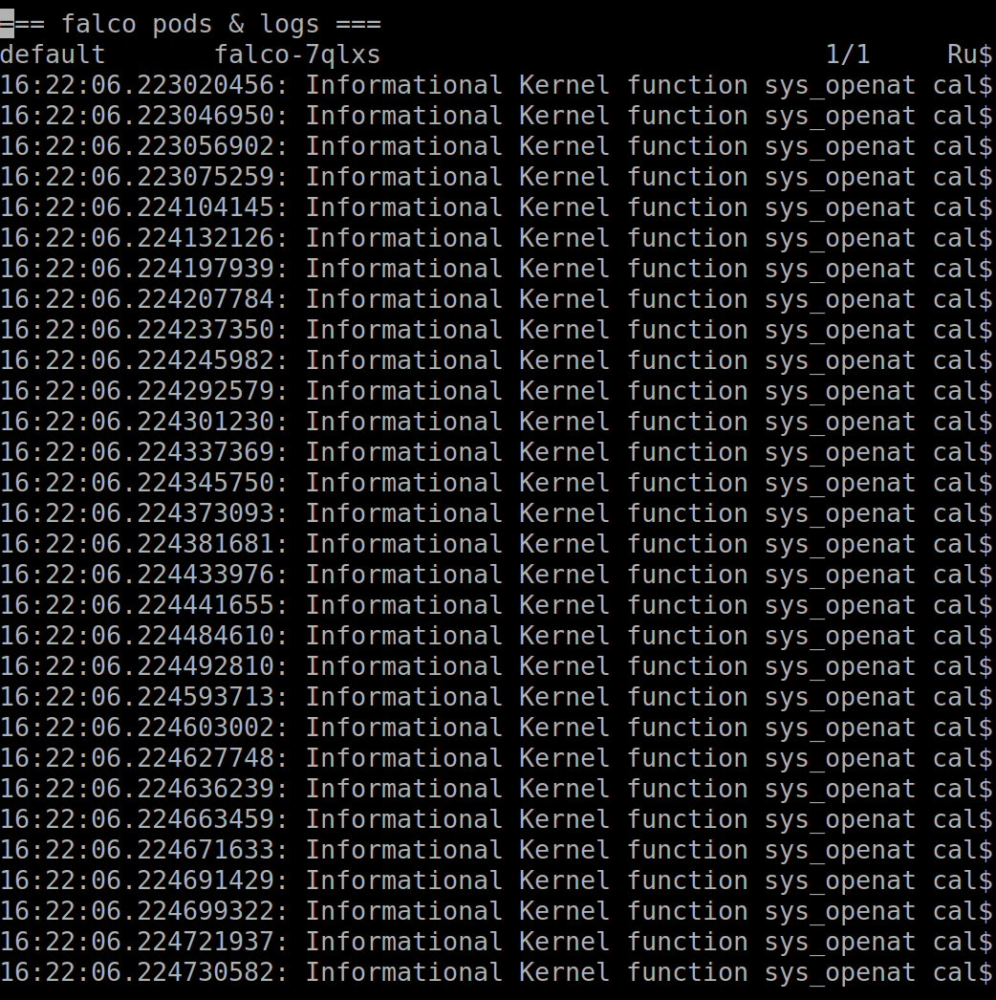 === falco pods & logs ===
default       falco-7qlxs                             1/1     Ru$
16:22:06.223020456: Informational Kernel function sys_openat cal$
16:22:06.223046950: Informational Kernel function sys_openat cal$
16:22:06.223056902: Informational Kernel function sys_openat cal$
16:22:06.223075259: Informational Kernel function sys_openat cal$
16:22:06.224104145: Informational Kernel function sys_openat cal$
16:22:06.224132126: Informational Kernel function sys_openat cal$
16:22:06.224197939: Informational Kernel function sys_openat cal$
16:22:06.224207784: Informational Kernel function sys_openat cal$
16:22:06.224237350: Informational Kernel function sys_openat cal$
16:22:06.224245982: Informational Kernel function sys_openat cal$
16:22:06.224292579: Informational Kernel function sys_openat cal$
16:22:06.224301230: Informational Kernel function sys_openat cal$
16:22:06.224337369: Informational Kernel function sys_openat cal$
16:22:06.224345750: Informational Kernel function sys_openat cal$
16:22:06.224373093: Informational Kernel function sys_openat cal$
16:22:06.224381681: Informational Kernel function sys_openat cal$
16:22:06.224433976: Informational Kernel function sys_openat cal$
16:22:06.224441655: Informational Kernel function sys_openat cal$
16:22:06.224484610: Informational Kernel function sys_openat cal$
16:22:06.224492810: Informational Kernel function sys_openat cal$
16:22:06.224593713: Informational Kernel function sys_openat cal$
16:22:06.224603002: Informational Kernel function sys_openat cal$
16:22:06.224627748: Informational Kernel function sys_openat cal$
16:22:06.224636239: Informational Kernel function sys_openat cal$
16:22:06.224663459: Informational Kernel function sys_openat cal$
16:22:06.224671633: Informational Kernel function sys_openat cal$
16:22:06.224691429: Informational Kernel function sys_openat cal$
16:22:06.224699322: Informational Kernel function sys_openat cal$
16:22:06.224721937: Informational Kernel function sys_openat cal$
16:22:06.224730582: Informational Kernel function sys_openat cal$